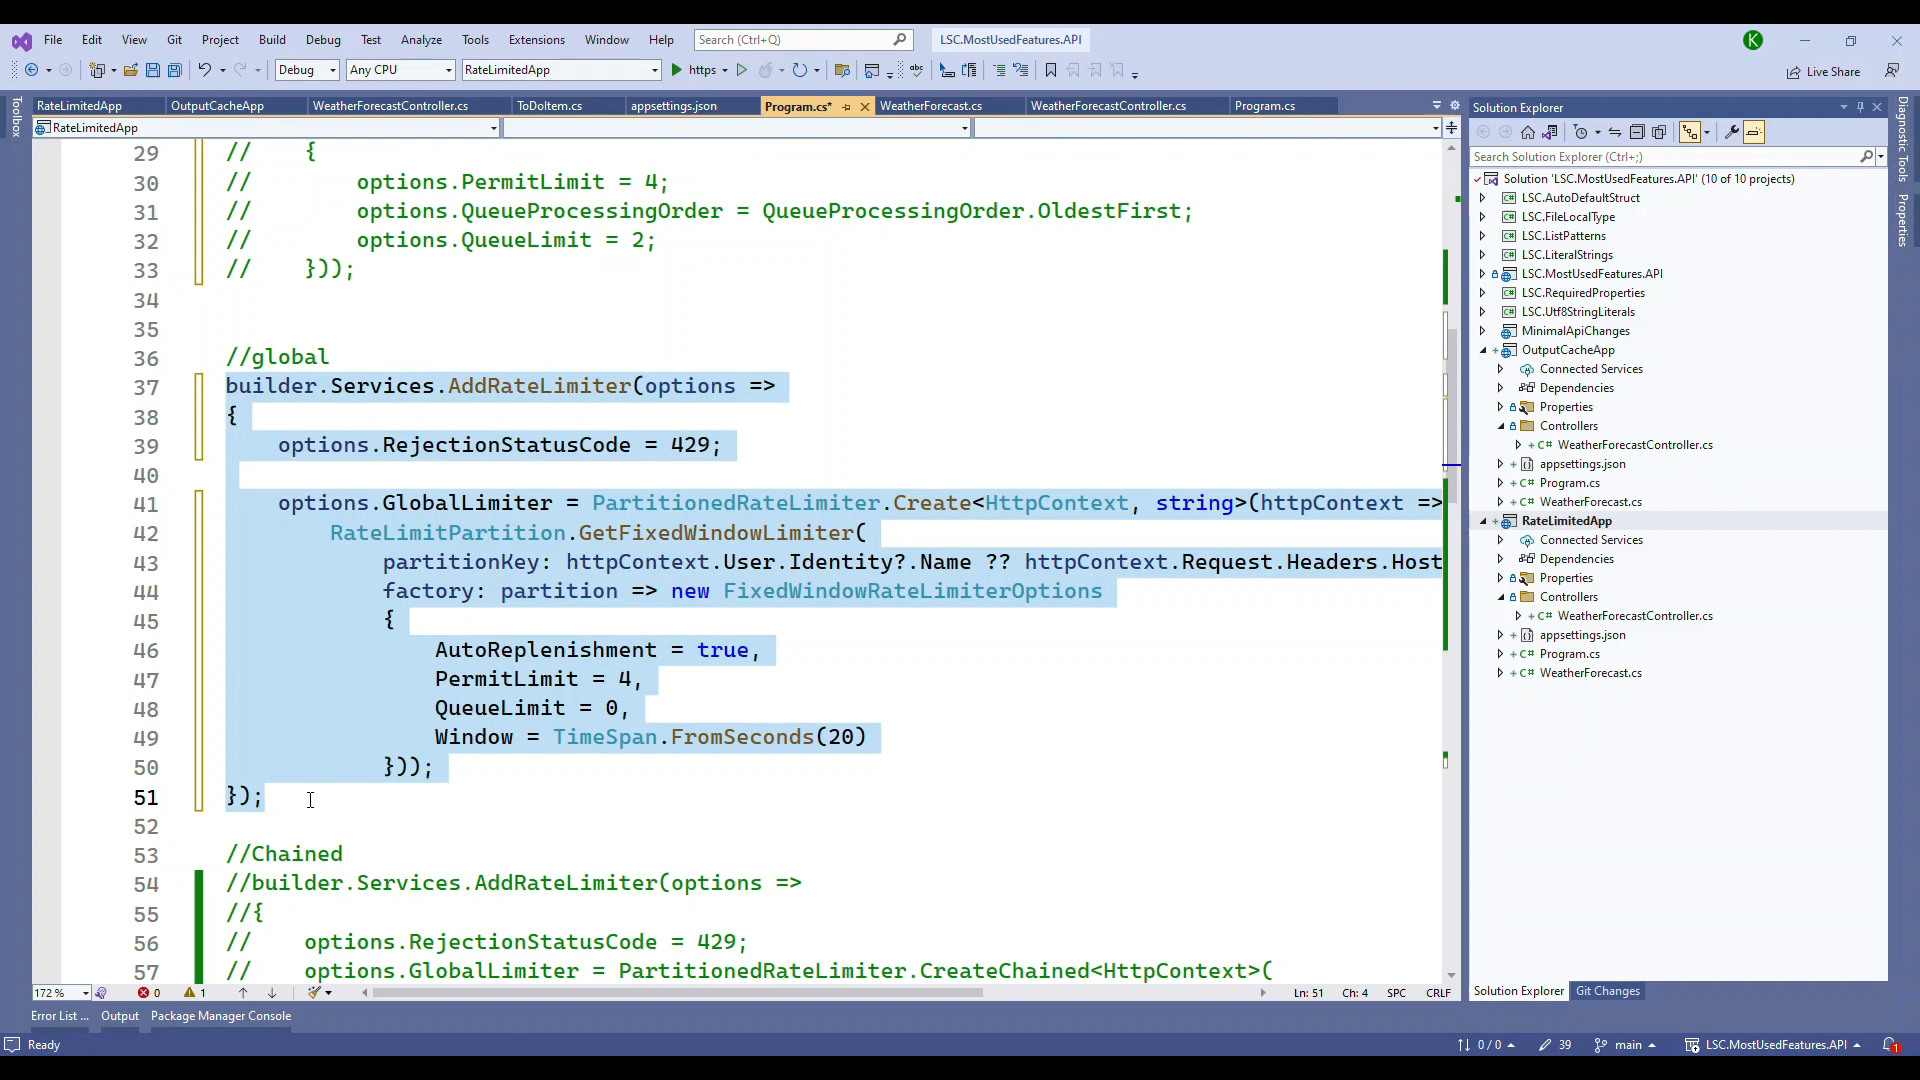 File Edit View Git Project Build Debug Test Analyze Tools Extensions Window Help Search (Ctrl+Q) LSC.MostUsedFeatures.API K
Debug Any CPU RateLimitedApp https Live Share
RateLimitedApp OutputCacheApp WeatherForecastController.cs ToDoItem.cs appsettings.json Program.cs* WeatherForecast.cs WeatherForecastController.cs Program.cs
RateLimitedApp
Toolbox
29 // {
30 // options.PermitLimit = 4;
31 // options.QueueProcessingOrder = QueueProcessingOrder.OldestFirst;
32 // options.QueueLimit = 2;
33 // }));
34
35
36 //global
37 builder.Services.AddRateLimiter(options =>
38 {
39 options.RejectionStatusCode = 429;
40
41 options.GlobalLimiter = PartitionedRateLimiter.Create<HttpContext, string>(httpContext =>
42 RateLimitPartition.GetFixedWindowLimiter(
43 partitionKey: httpContext.User.Identity?.Name ?? httpContext.Request.Headers.Host
44 factory: partition => new FixedWindowRateLimiterOptions
45 {
46 AutoReplenishment = true,
47 PermitLimit = 4,
48 QueueLimit = 0,
49 Window = TimeSpan.FromSeconds(20)
50 }));
51 });
52
53 //Chained
54 //builder.Services.AddRateLimiter(options =>
55 //{
56 // options.RejectionStatusCode = 429;
57 // options.GlobalLimiter = PartitionedRateLimiter.CreateChained<HttpContext>(
172 % 0 1 Ln: 51 Ch: 4 SPC CRLF
Solution Explorer
Search Solution Explorer (Ctrl+;)
Solution 'LSC.MostUsedFeatures.API' (10 of 10 projects)
LSC.AutoDefaultStruct
LSC.FileLocalType
LSC.ListPatterns
LSC.LiteralStrings
LSC.MostUsedFeatures.API
LSC.RequiredProperties
LSC.Utf8StringLiterals
MinimalApiChanges
OutputCacheApp
Connected Services
Dependencies
Properties
Controllers
C# WeatherForecastController.cs
appsettings.json
C# Program.cs
C# WeatherForecast.cs
RateLimitedApp
Connected Services
Dependencies
Properties
Controllers
C# WeatherForecastController.cs
appsettings.json
C# Program.cs
C# WeatherForecast.cs
Solution Explorer Git Changes
Diagnostic Tools
Properties
Error List ... Output Package Manager Console
Ready 0 / 0 39 main LSC.MostUsedFeatures.API 1